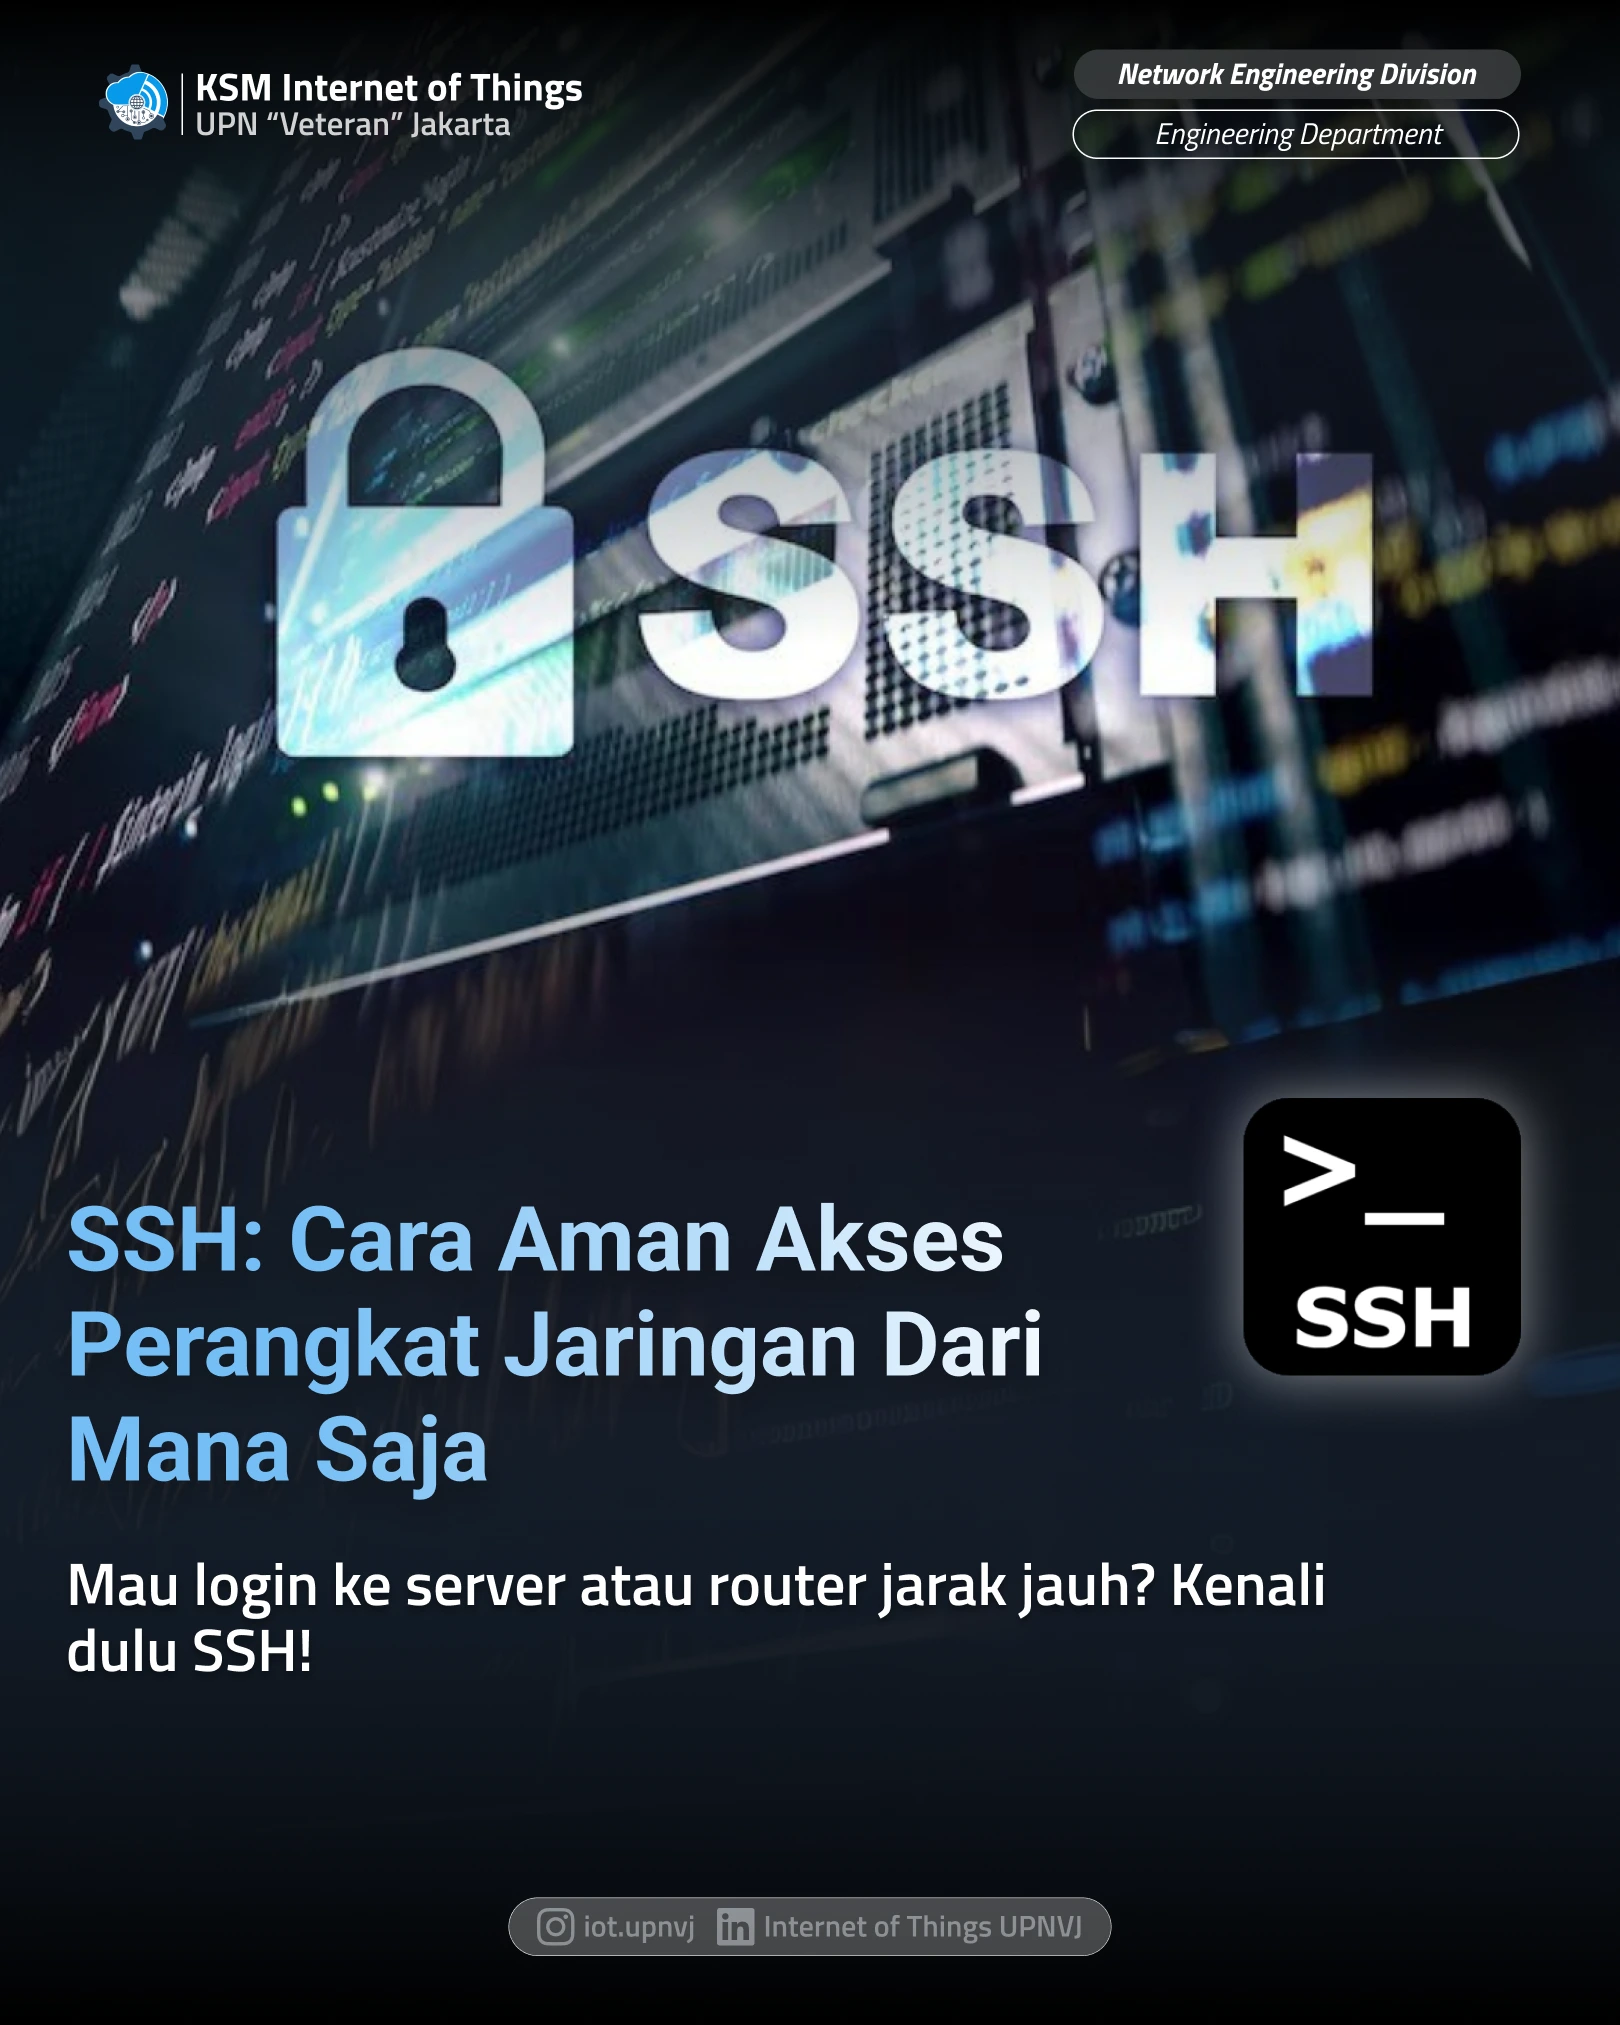 KSM Internet of Things
UPN “Veteran” Jakarta
Network Engineering Division
Engineering Department
SSH
>_
SSH
SSH: Cara Aman Akses
Perangkat Jaringan Dari
Mana Saja
Mau login ke server atau router jarak jauh? Kenali
dulu SSH!
iot.upnvj
Internet of Things UPNVJ